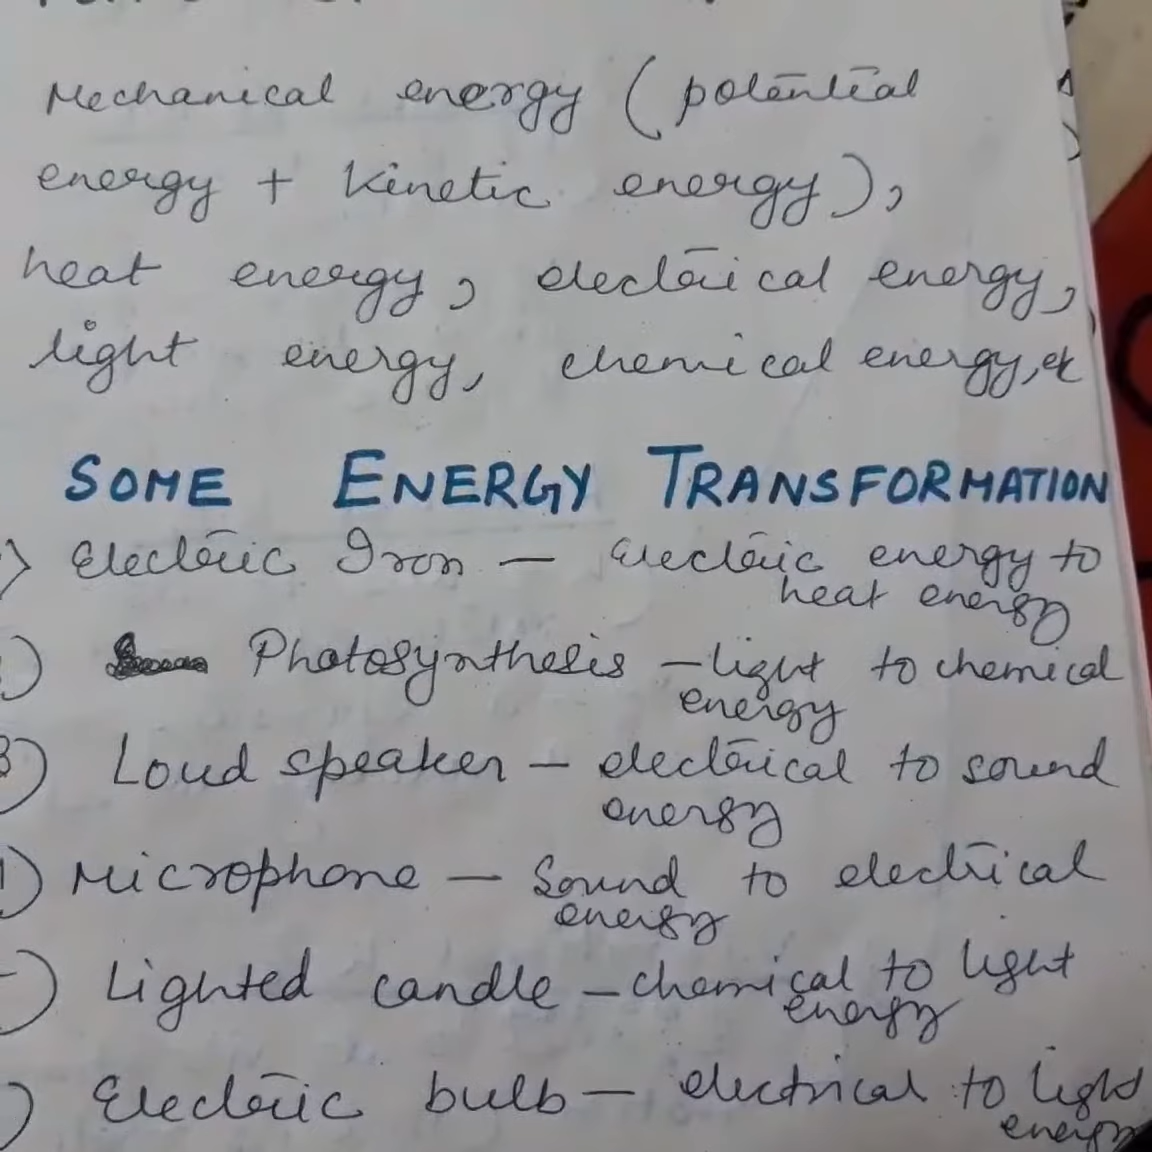 Mechanical energy (potential
energy + Kinetic energy),
heat energy, electrical energy,
light energy, chemical energy, etc
SOME ENERGY TRANSFORMATION
Electric Iron — Electric energy to
heat energy
Photosynthesis — light to chemical
energy
3) Loud speaker — electrical to sound
energy
Microphone — Sound to electrical
energy
Lighted candle — chemical to light
energy
Electric bulb — electrical to light
energy